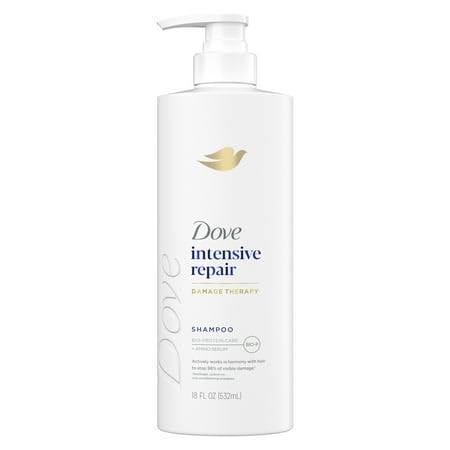 Dove
Dove
intensive
repair
DAMAGE THERAPY
SHAMPOO
BIO-PROTEIN CARE
+ AMINO SERUM
BIO-P
Actively works in harmony with hair
to stop 98% of visible damage*
18 FL OZ (532mL)